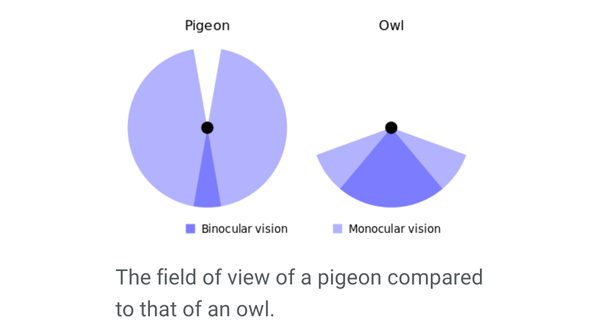 Pigeon
Owl
Binocular vision
Monocular vision
The field of view of a pigeon compared
to that of an owl.